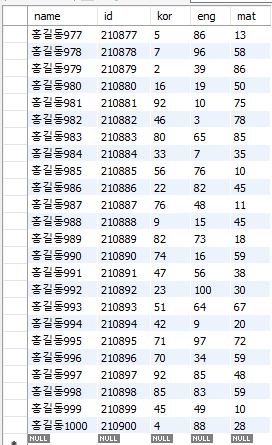 name id kor eng mat
홍길동977 210877 5 86 13
홍길동978 210878 7 96 58
홍길동979 210879 2 39 86
홍길동980 210880 16 19 50
홍길동981 210881 92 10 75
홍길동982 210882 46 3 78
홍길동983 210883 80 65 85
홍길동984 210884 33 7 35
홍길동985 210885 56 76 10
홍길동986 210886 22 82 45
홍길동987 210887 76 48 11
홍길동988 210888 9 15 45
홍길동989 210889 82 73 18
홍길동990 210890 74 16 59
홍길동991 210891 47 56 38
홍길동992 210892 23 100 30
홍길동993 210893 51 64 67
홍길동994 210894 42 9 20
홍길동995 210895 71 97 72
홍길동996 210896 70 34 59
홍길동997 210897 92 85 48
홍길동998 210898 85 83 59
홍길동999 210899 45 49 10
홍길동1000 210900 4 88 28
NULL NULL NULL NULL NULL